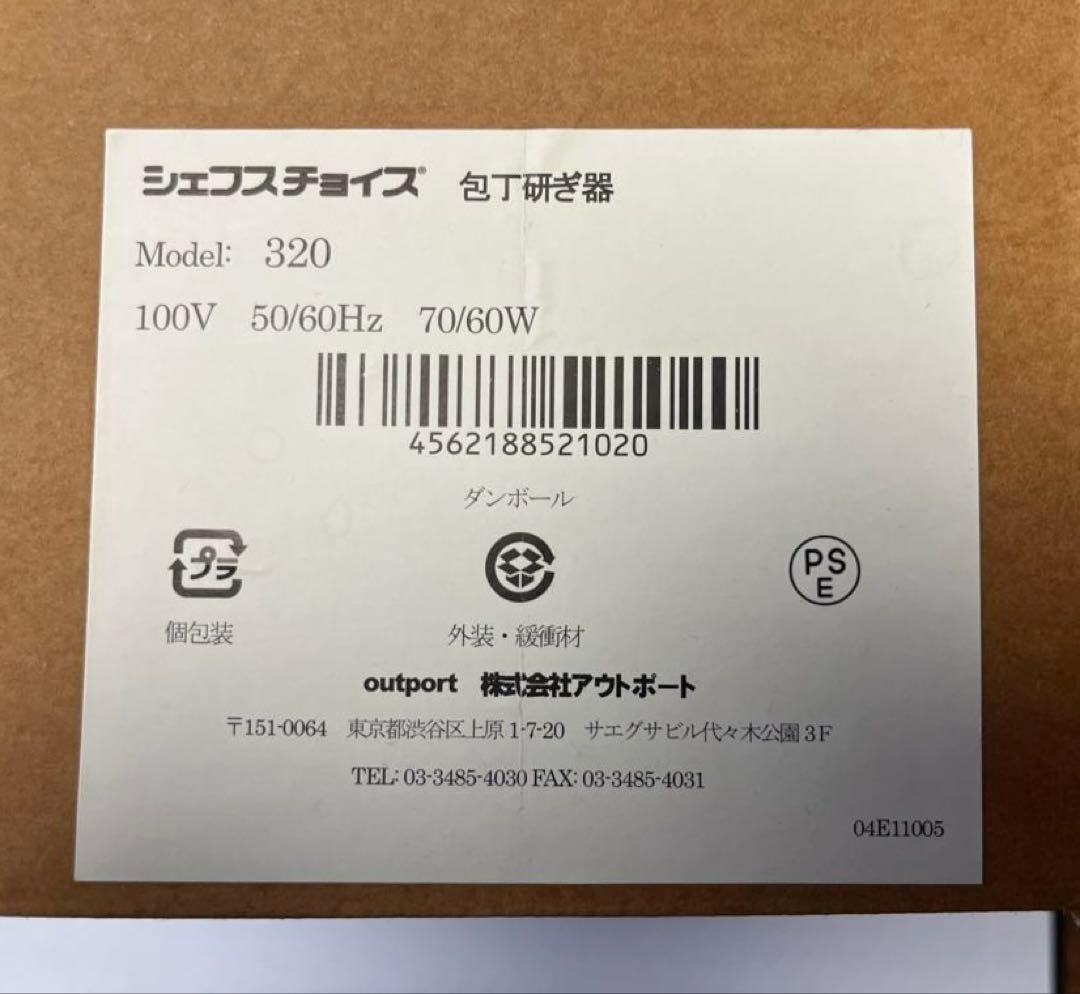 シェフスチョイス® 包丁研ぎ器
Model: 320
100V 50/60Hz 70/60W
4562188521020
ダンボール
プラ
PS
E
個包装
外装・緩衝材
outport 株式会社アウトポート
〒151-0064 東京都渋谷区上原1-7-20 サエグサビル代々木公園3F
TEL: 03-3485-4030 FAX: 03-3485-4031
04E11005